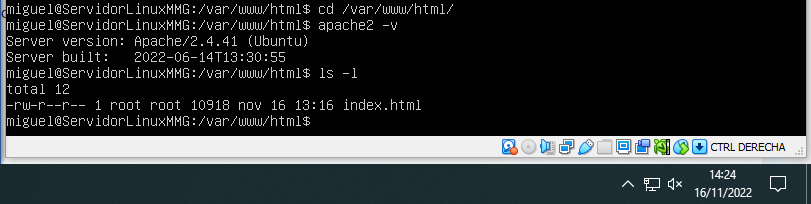 miguel@ServidorLinuxMMG:/var/www/html$ cd /var/www/html/
miguel@ServidorLinuxMMG:/var/www/html$ apache2 -v
Server version: Apache/2.4.41 (Ubuntu)
Server built:   2022-06-14T13:30:55
miguel@ServidorLinuxMMG:/var/www/html$ ls -l
total 12
-rw-r--r-- 1 root root 10918 nov 16 13:16 index.html
miguel@ServidorLinuxMMG:/var/www/html$
CTRL DERECHA
14:24
16/11/2022